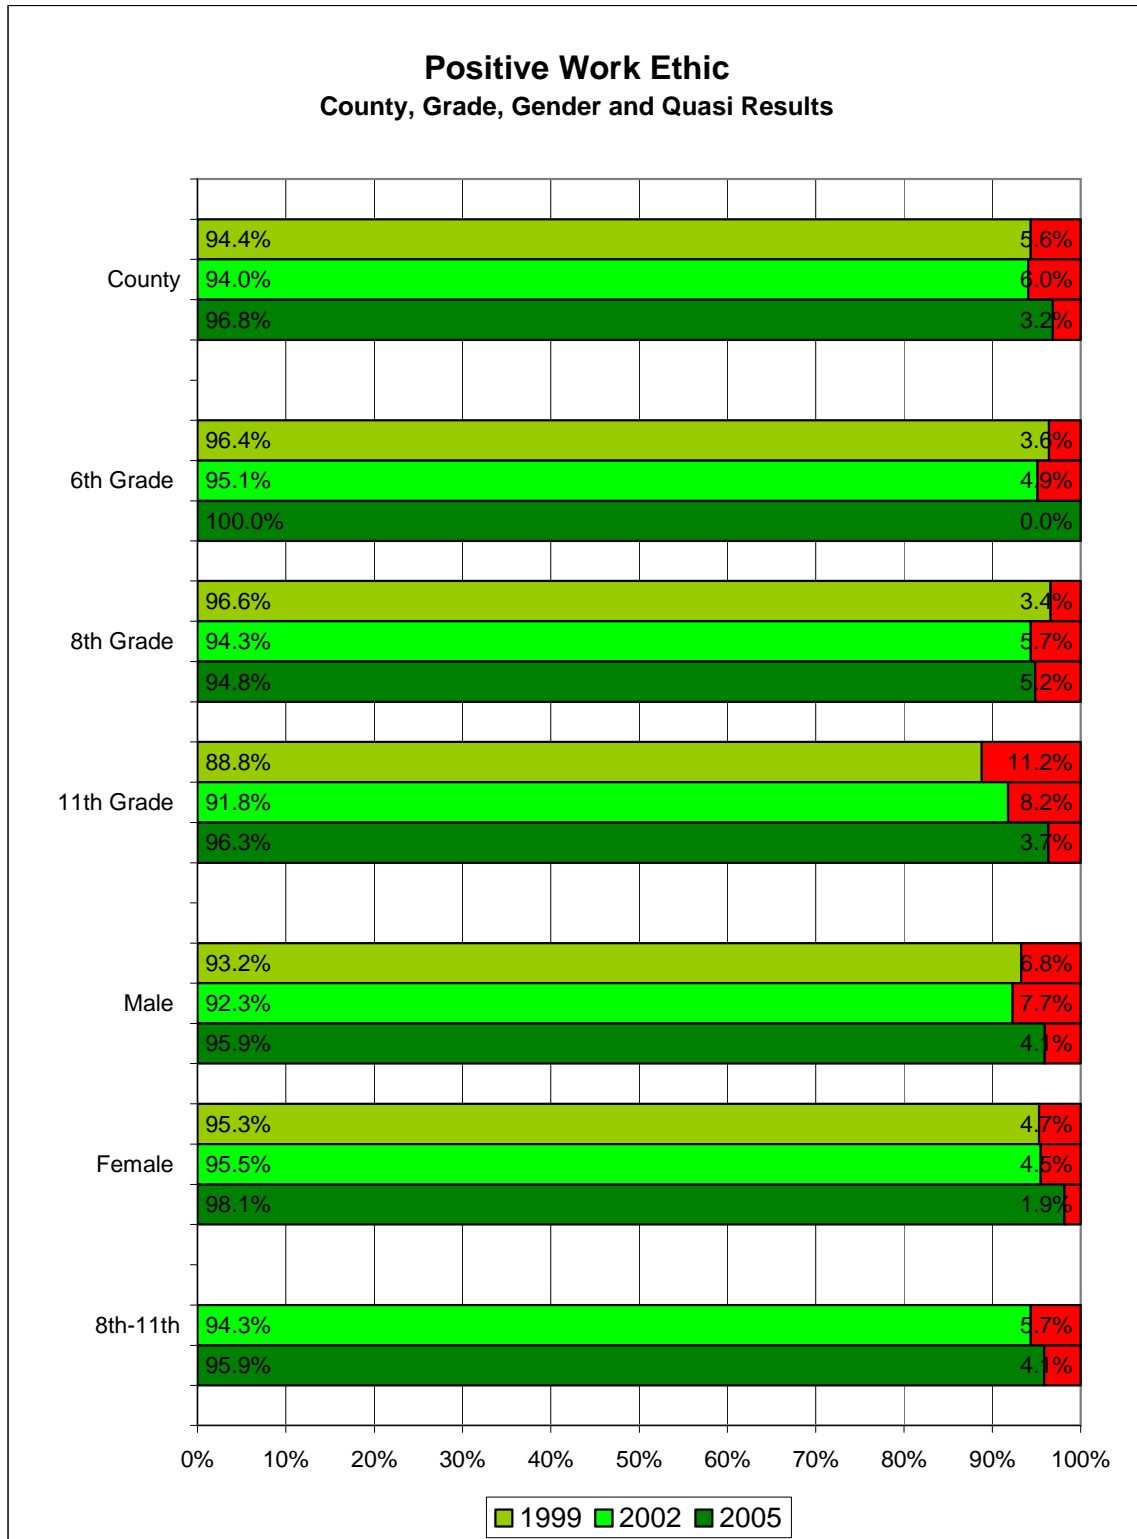 Positive Work Ethic
County, Grade, Gender and Quasi Results
94.4% 5.6%
County
94.0% 6.0%
96.8% 3.2%
96.4% 3.6%
6th Grade
95.1% 4.9%
100.0% 0.0%
96.6% 3.4%
8th Grade
94.3% 5.7%
94.8% 5.2%
88.8% 11.2%
11th Grade
91.8% 8.2%
96.3% 3.7%
93.2% 6.8%
Male
92.3% 7.7%
95.9% 4.1%
95.3% 4.7%
Female
95.5% 4.5%
98.1% 1.9%
8th-11th
94.3% 5.7%
95.9% 4.1%
0% 10% 20% 30% 40% 50% 60% 70% 80% 90% 100%
1999 2002 2005